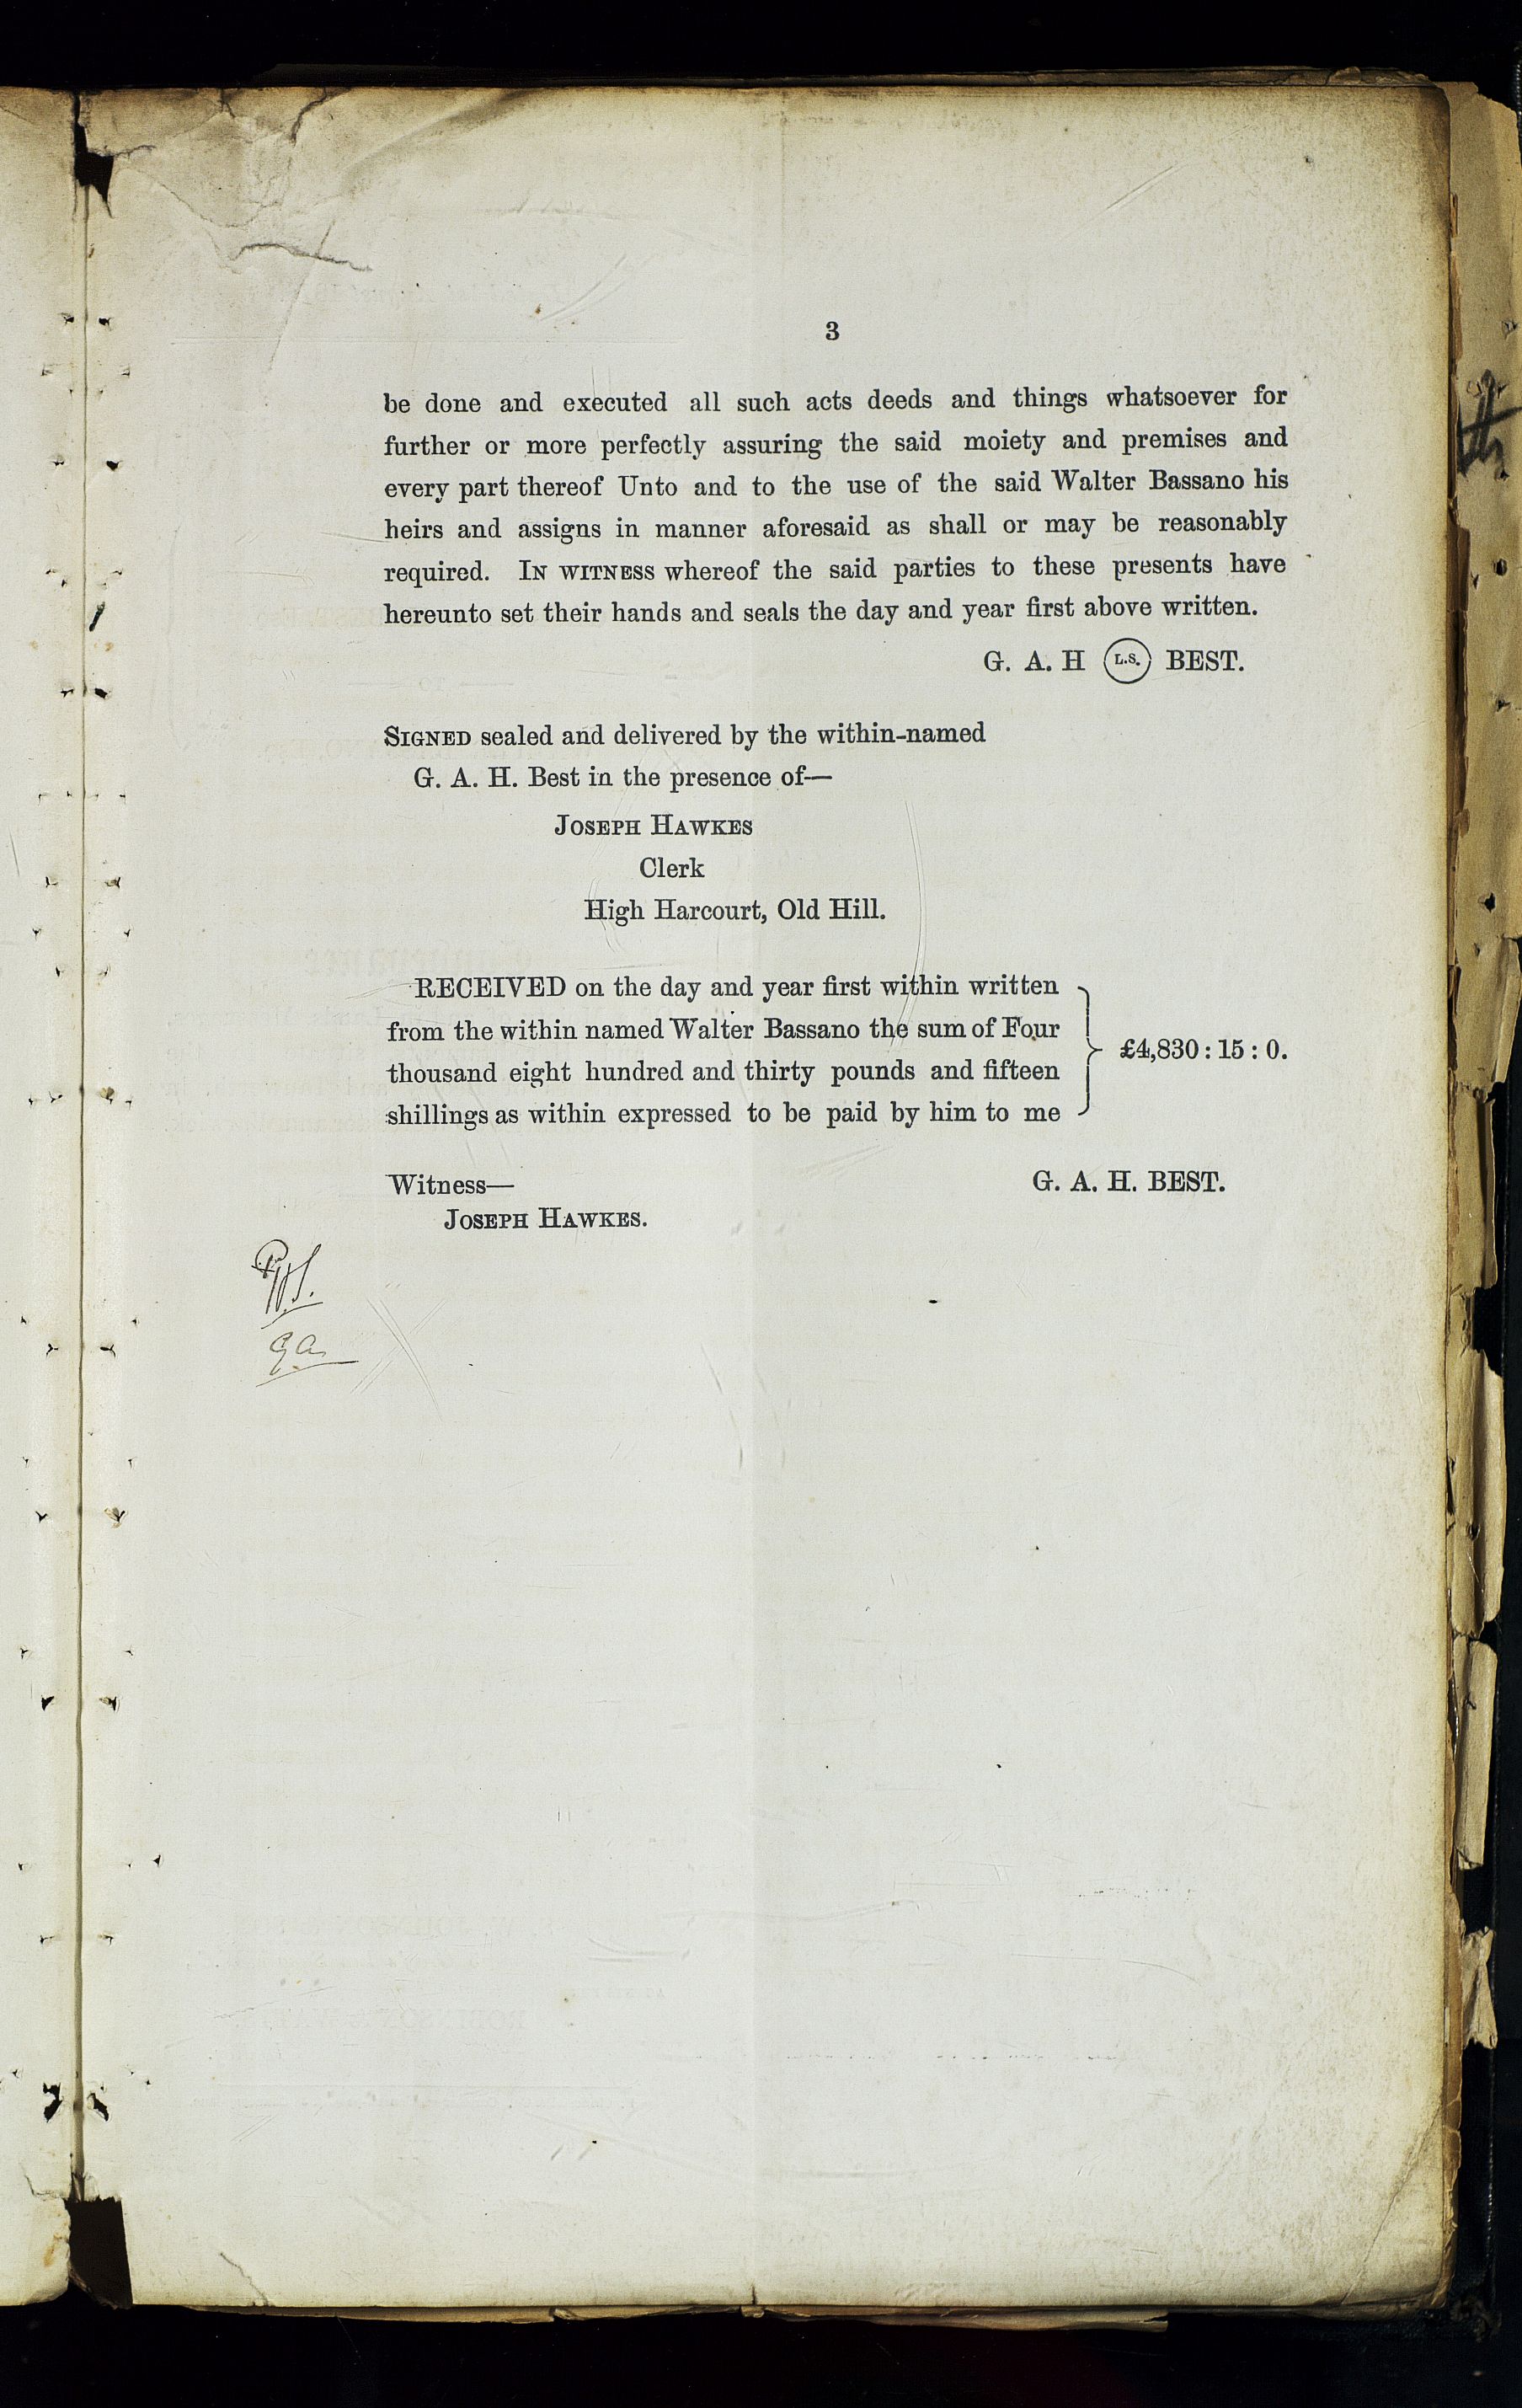 3
be done and executed all such acts deeds and things whatsoever for
further or more perfectly assuring the said moiety and premises and
every part thereof Unto and to the use of the said Walter Bassano his
heirs and assigns in manner aforesaid as shall or may be reasonably
required. IN WITNESS whereof the said parties to these presents have
hereunto set their hands and seals the day and year first above written.
G. A. H L.S. BEST.
SIGNED sealed and delivered by the within-named
G. A. H. Best in the presence of—
JOSEPH HAWKES
Clerk
High Harcourt, Old Hill.
RECEIVED on the day and year first within written
from the within named Walter Bassano the sum of Four
thousand eight hundred and thirty pounds and fifteen
shillings as within expressed to be paid by him to me
£4,830 : 15 : 0.
Witness—
G. A. H. BEST.
JOSEPH HAWKES.